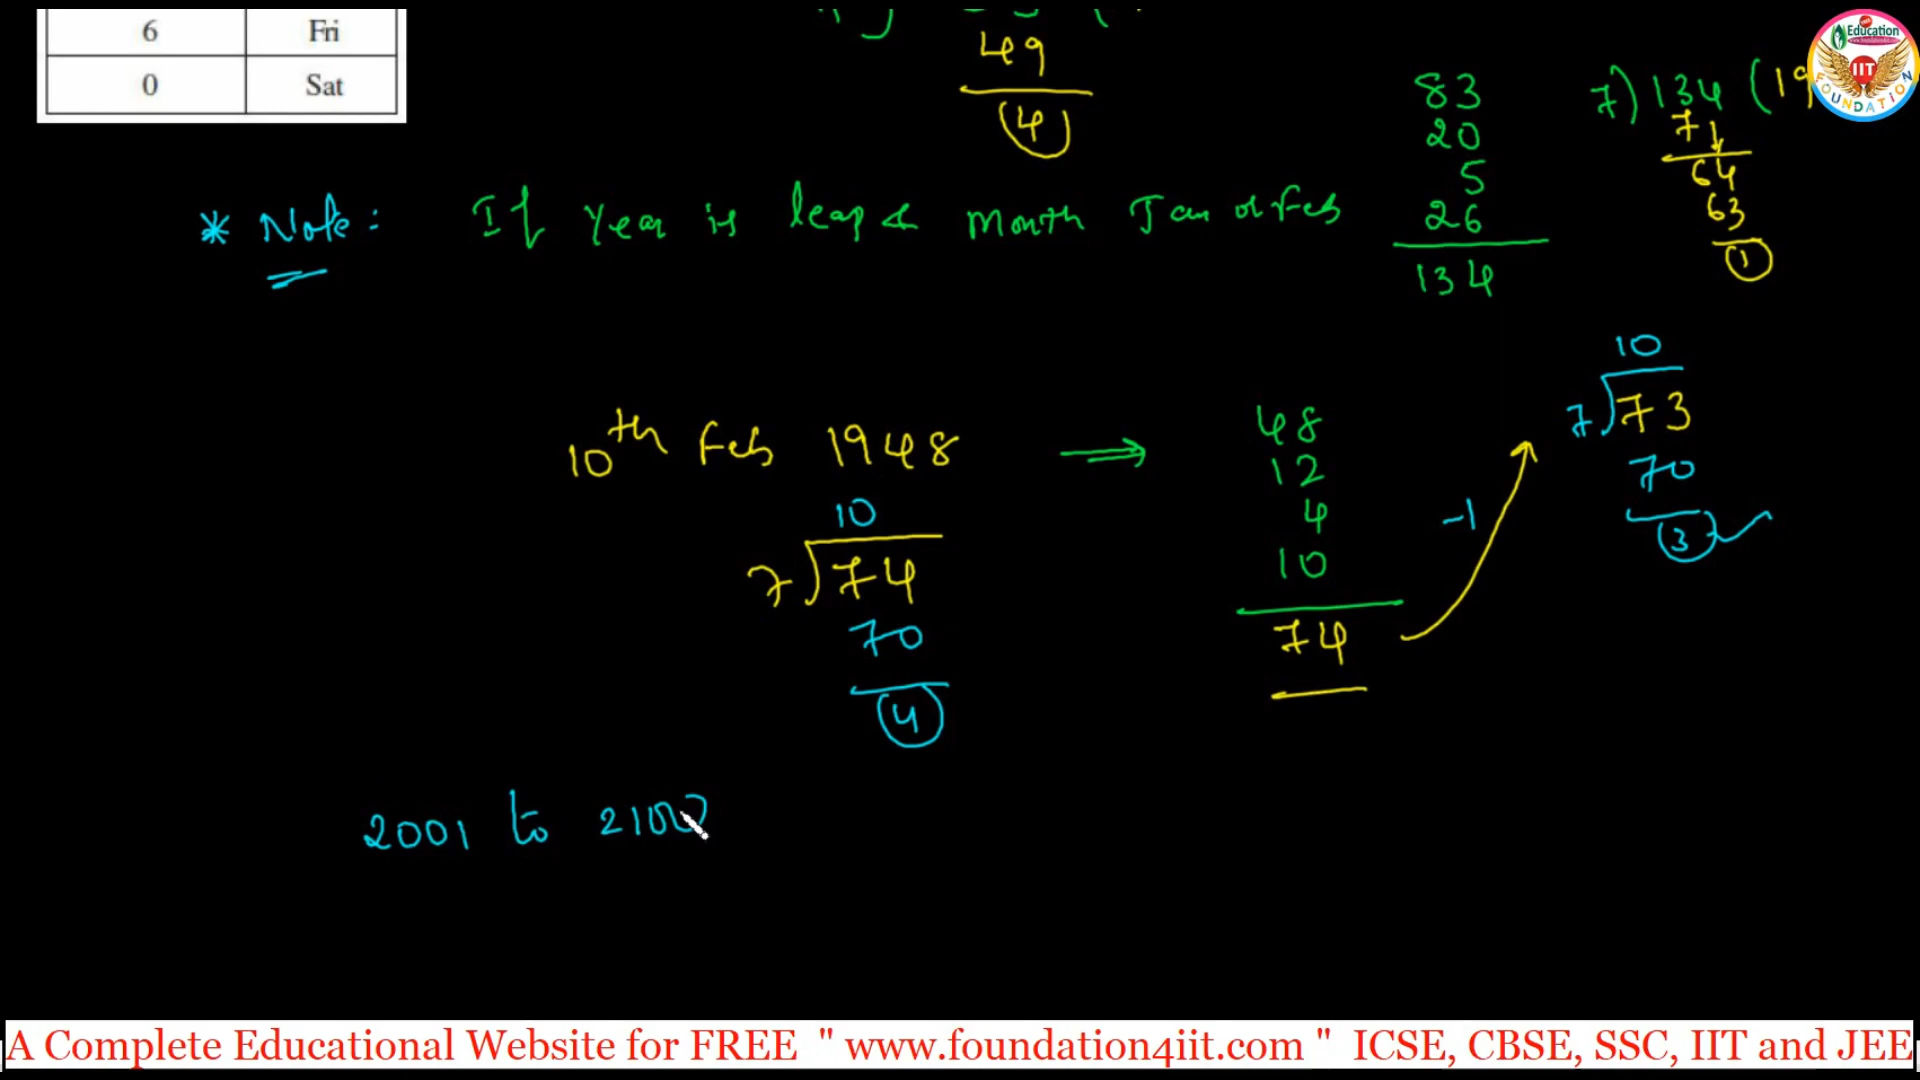 6 Fri
0 Sat
49
(4)
* Note: If Year is leap & Month Jan or Feb
83
20
5
26
134
7) 134 (19
7
64
63
1
10th Feb 1948 ⇒
10
7 74
70
4
48
12
4
10
74
-1
10
7 73
70
3
2001 to 2100
Education
IIT
FOUNDATION
A Complete Educational Website for FREE " www.foundation4iit.com " ICSE, CBSE, SSC, IIT and JEE